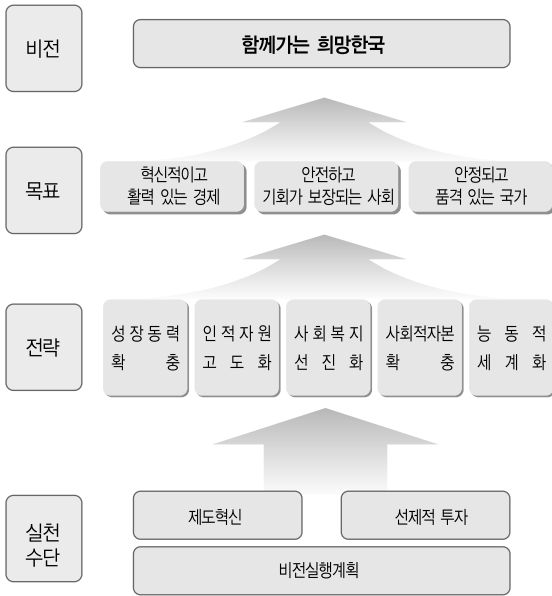 비전
함께가는 희망한국
목표
혁신적이고
활력 있는 경제
안전하고
기회가 보장되는 사회
안정되고
품격 있는 국가
전략
성장동력
확충
인적자원
고도화
사회복지
선진화
사회적자본
확충
능동적
세계화
실천
수단
제도혁신
선제적 투자
비전실행계획